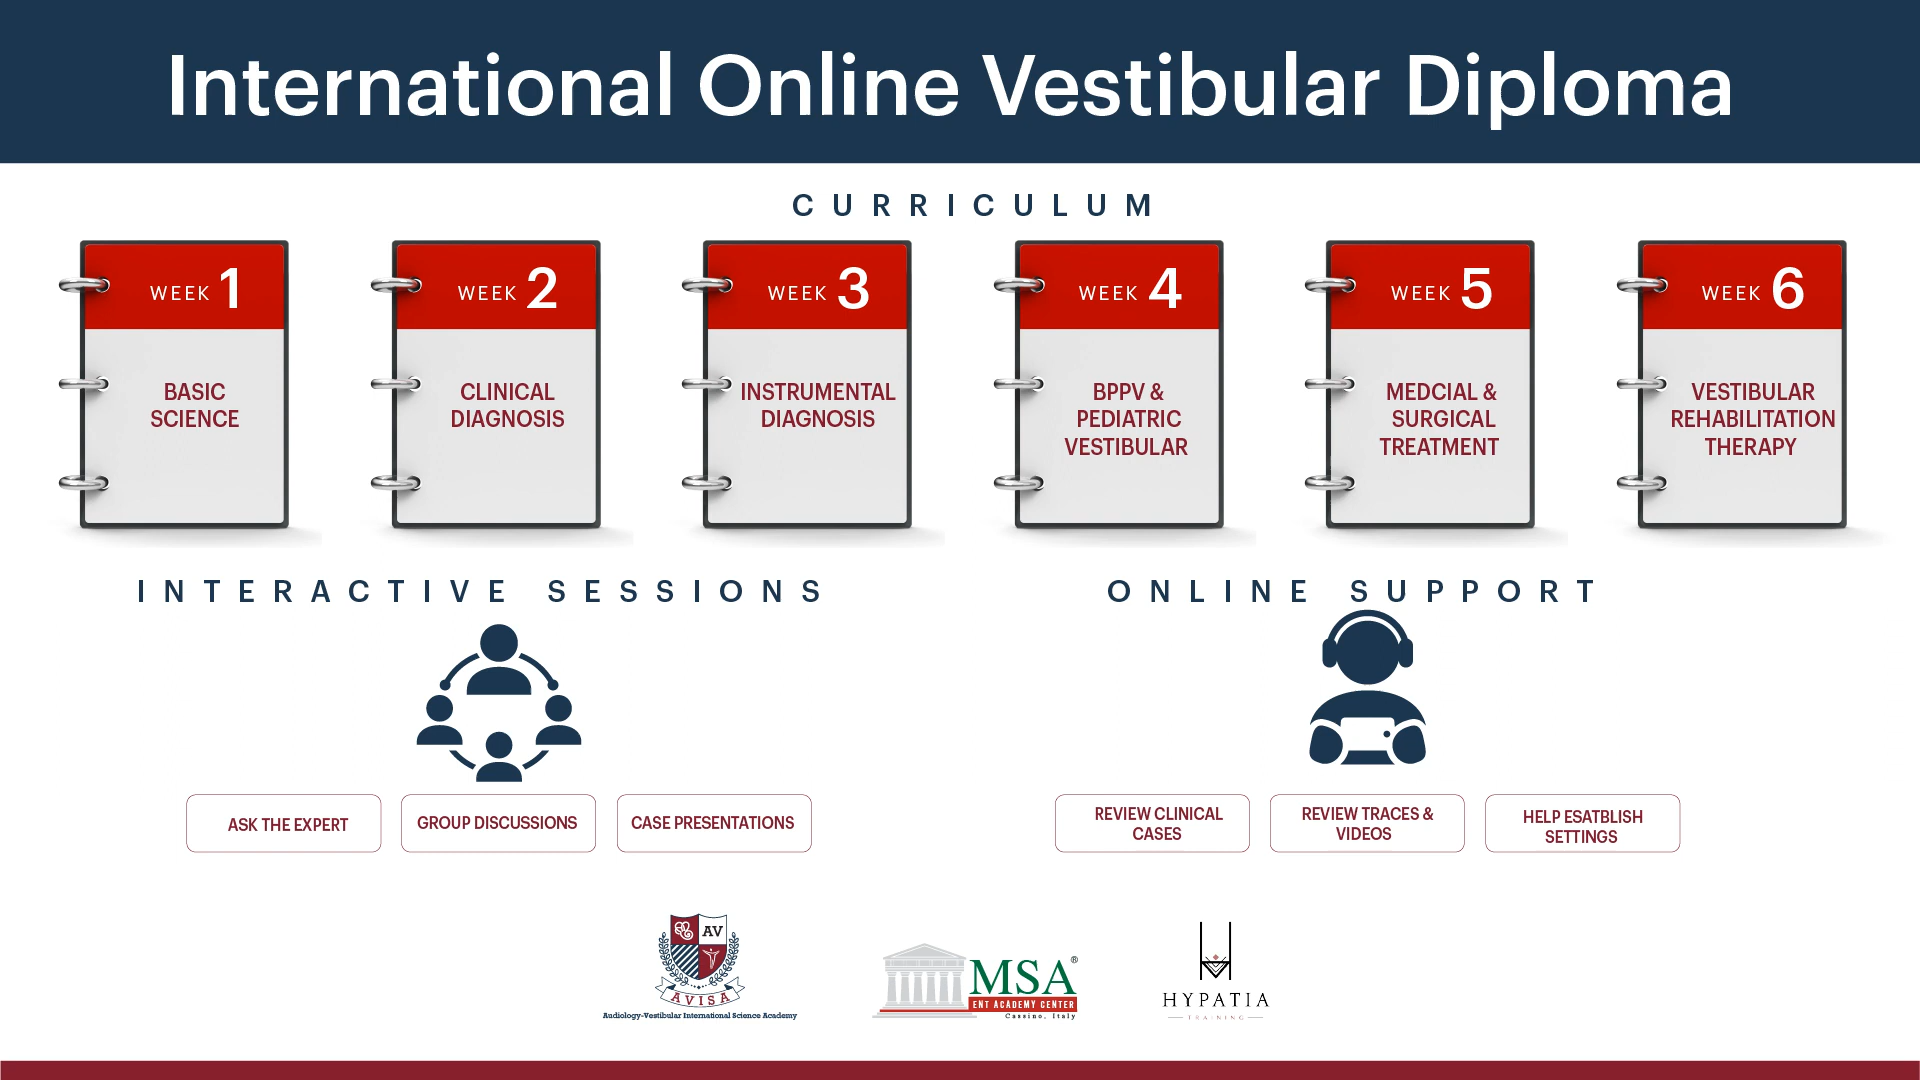 International Online Vestibular Diploma
CURRICULUM
WEEK 1
BASIC
SCIENCE
WEEK 2
CLINICAL
DIAGNOSIS
WEEK 3
INSTRUMENTAL
DIAGNOSIS
WEEK 4
BPPV &
PEDIATRIC
VESTIBULAR
WEEK 5
MEDCIAL &
SURGICAL
TREATMENT
WEEK 6
VESTIBULAR
REHABILITATION
THERAPY
INTERACTIVE SESSIONS
ASK THE EXPERT
GROUP DISCUSSIONS
CASE PRESENTATIONS
ONLINE SUPPORT
REVIEW CLINICAL
CASES
REVIEW TRACES &
VIDEOS
HELP ESATBLISH
SETTINGS
AV
AVISA
Audiology-Vestibular International Science Academy
MSA®
ENT ACADEMY CENTER
Cassino, Italy
HYPATIA
TRAINING